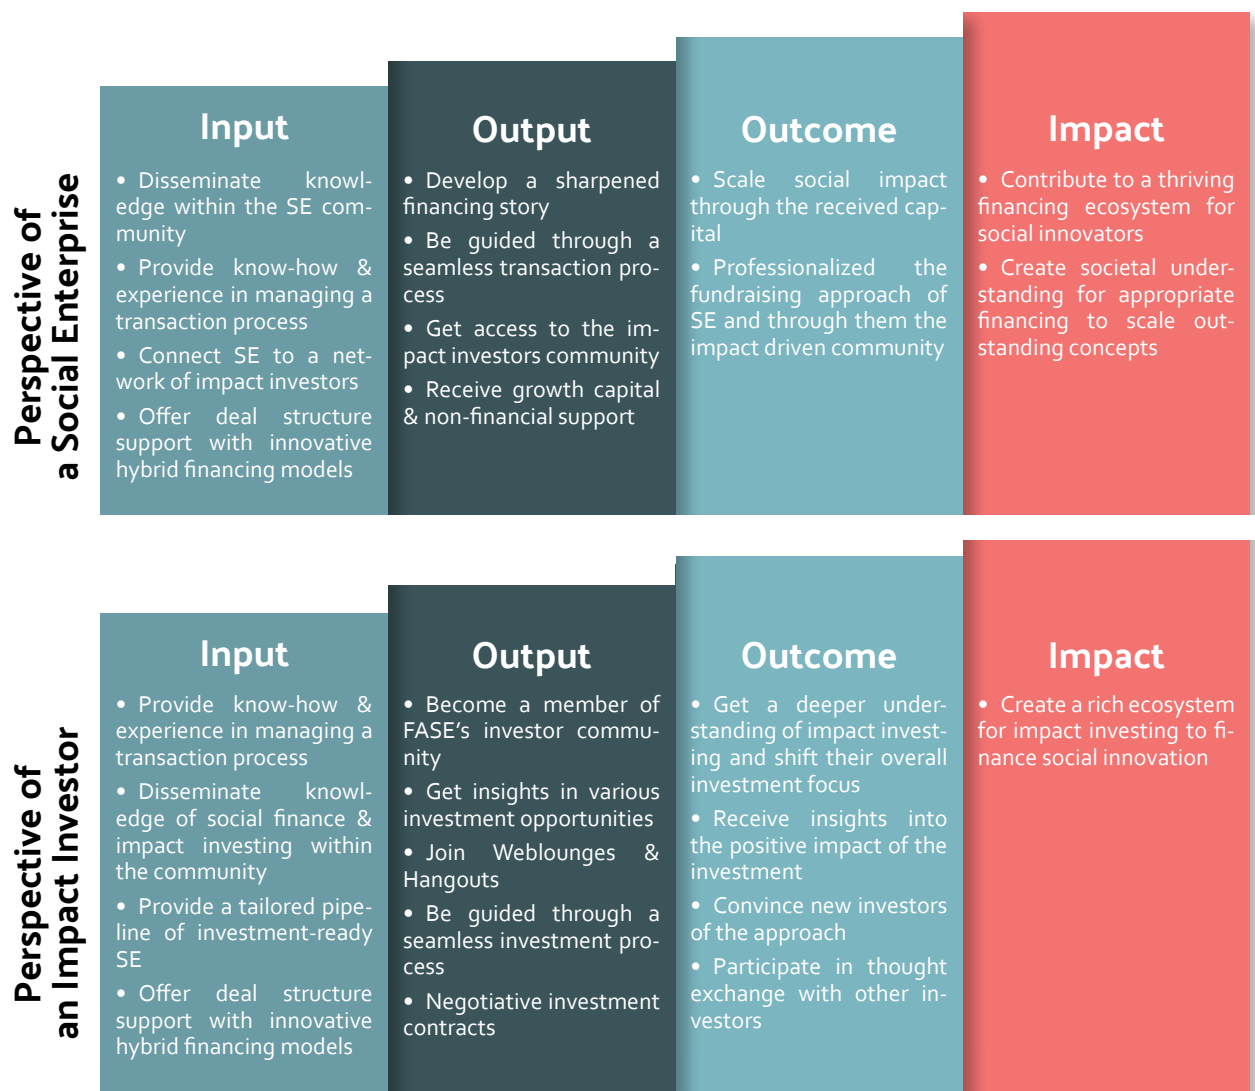 Perspective of
a Social Enterprise
Input
• Disseminate knowl-
edge within the SE com-
munity
• Provide know-how &
experience in managing a
transaction process
• Connect SE to a net-
work of impact investors
• Offer deal structure
support with innovative
hybrid financing models
Output
• Develop a sharpened
financing story
• Be guided through a
seamless transaction pro-
cess
• Get access to the im-
pact investors community
• Receive growth capital
& non-financial support
Outcome
• Scale social impact
through the received cap-
ital
• Professionalized the
fundraising approach of
SE and through them the
impact driven community
Impact
• Contribute to a thriving
financing ecosystem for
social innovators
• Create societal under-
standing for appropriate
financing to scale out-
standing concepts
Perspective of
an Impact Investor
Input
• Provide know-how &
experience in managing a
transaction process
• Disseminate knowl-
edge of social finance &
impact investing within
the community
• Provide a tailored pipe-
line of investment-ready
SE
• Offer deal structure
support with innovative
hybrid financing models
Output
• Become a member of
FASE's investor commu-
nity
• Get insights in various
investment opportunities
• Join Weblounges &
Hangouts
• Be guided through a
seamless investment pro-
cess
• Negotiative investment
contracts
Outcome
• Get a deeper under-
standing of impact invest-
ing and shift their overall
investment focus
• Receive insights into
the positive impact of the
investment
• Convince new investors
of the approach
• Participate in thought
exchange with other in-
vestors
Impact
• Create a rich ecosystem
for impact investing to fi-
nance social innovation